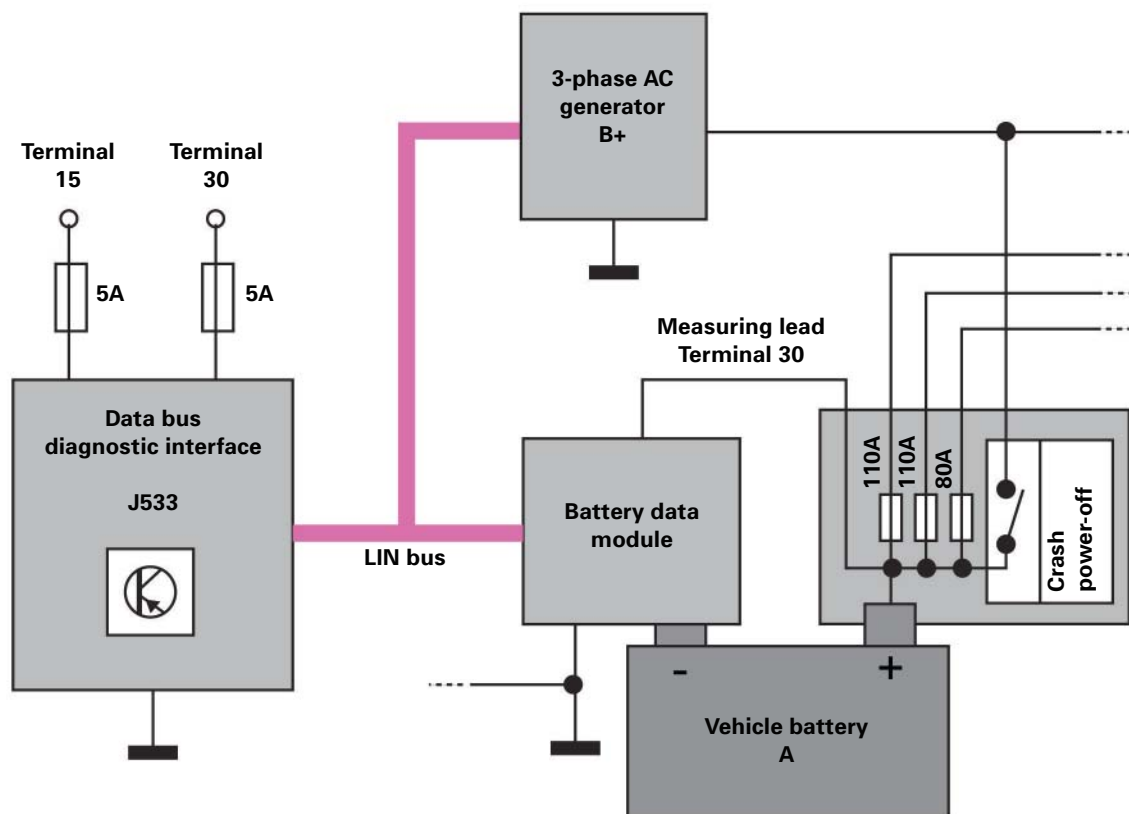 3-phase AC
generator
B+
Terminal
15
Terminal
30
5A
5A
Measuring lead
Terminal 30
Data bus
diagnostic interface
J533
LIN bus
Battery data
module
110A
110A
80A
Crash
power-off
-
+
Vehicle battery
A